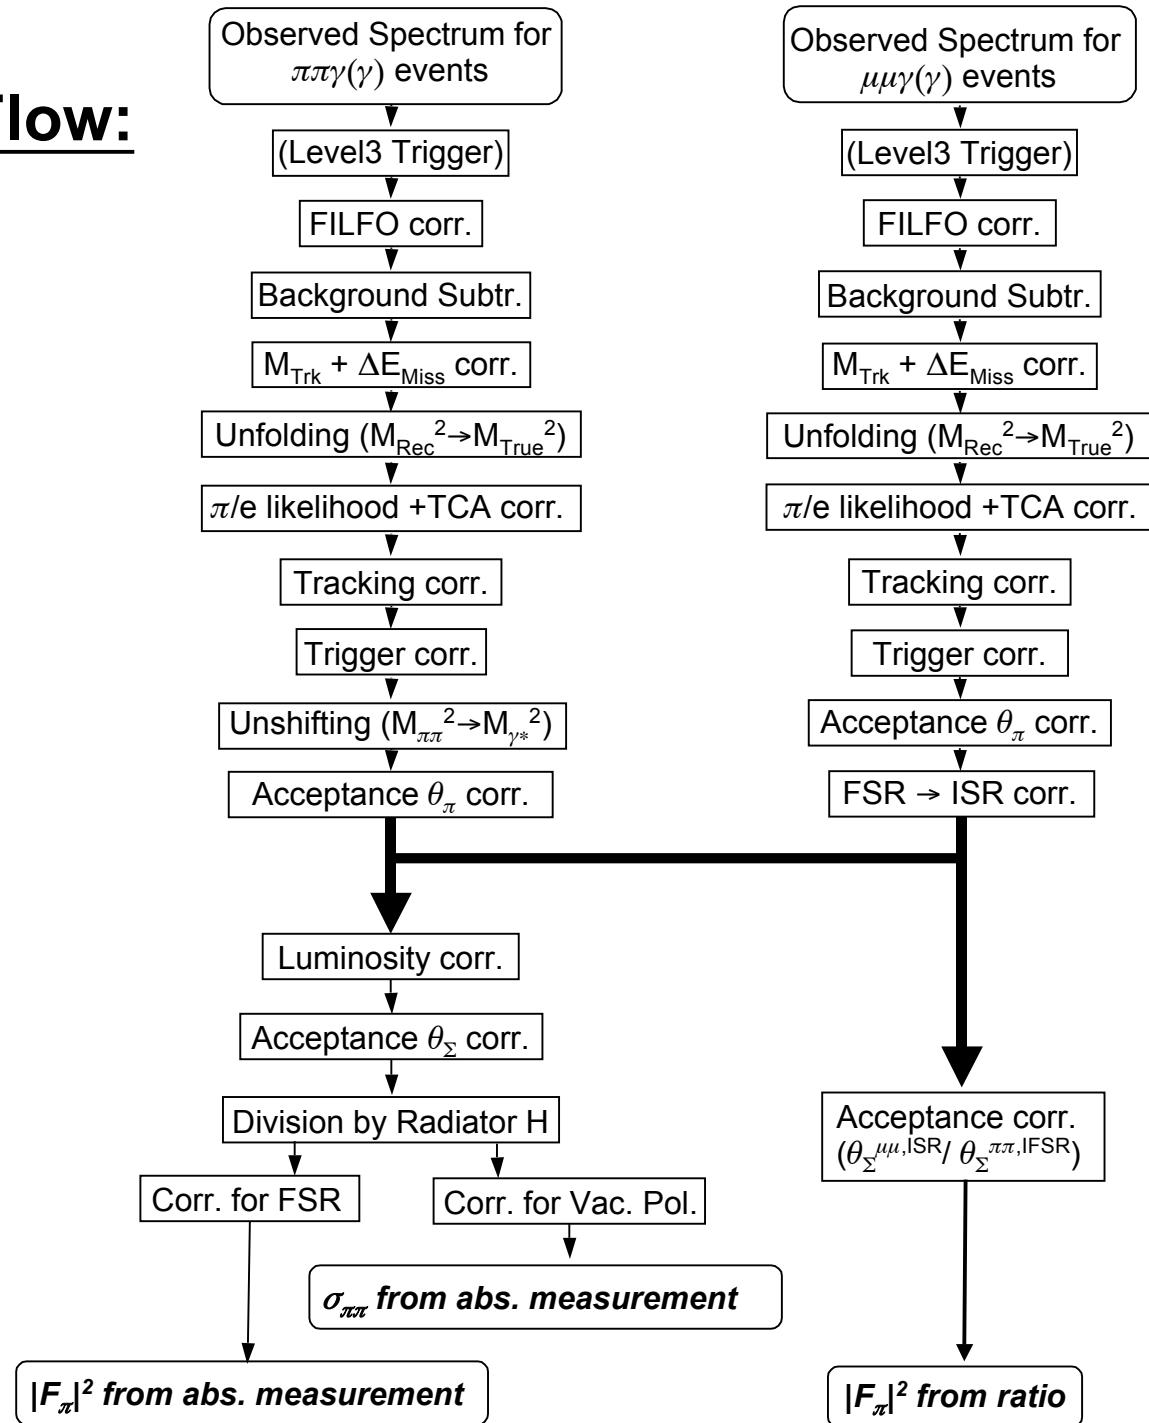 Flow:
Observed Spectrum for
ππγ(γ) events
(Level3 Trigger)
FILFO corr.
Background Subtr.
M_Trk + ΔE_Miss corr.
Unfolding (M_Rec²→M_True²)
π/e likelihood +TCA corr.
Tracking corr.
Trigger corr.
Unshifting (M_ππ²→M_γ*²)
Acceptance θ_π corr.
Observed Spectrum for
μμγ(γ) events
(Level3 Trigger)
FILFO corr.
Background Subtr.
M_Trk + ΔE_Miss corr.
Unfolding (M_Rec²→M_True²)
π/e likelihood +TCA corr.
Tracking corr.
Trigger corr.
Acceptance θ_π corr.
FSR → ISR corr.
Luminosity corr.
Acceptance θ_Σ corr.
Division by Radiator H
Corr. for FSR
Corr. for Vac. Pol.
σ_ππ from abs. measurement
|F_π|² from abs. measurement
Acceptance corr.
(θ_Σ^μμ,ISR/ θ_Σ^ππ,IFSR)
|F_π|² from ratio